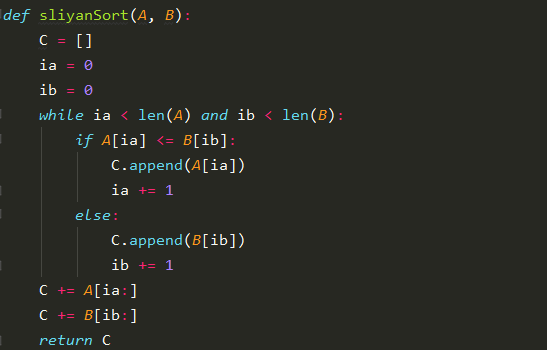 def sliyanSort(A, B):
    C = []
    ia = 0
    ib = 0
    while ia < len(A) and ib < len(B):
        if A[ia] <= B[ib]:
            C.append(A[ia])
            ia += 1
        else:
            C.append(B[ib])
            ib += 1
    C += A[ia:]
    C += B[ib:]
    return C